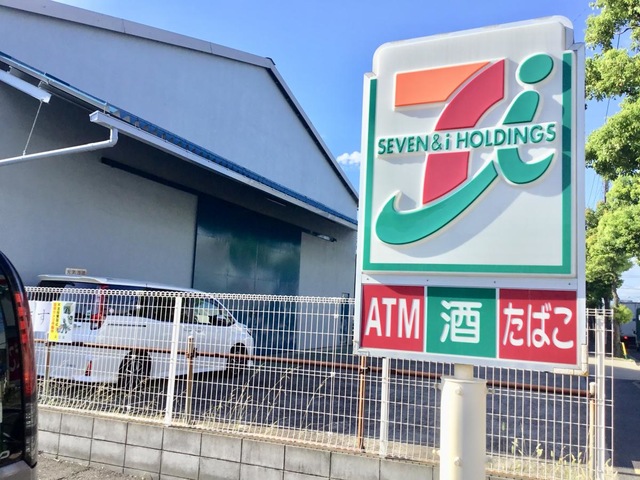 SEVEN&i HOLDINGS
ATM 酒 たばこ